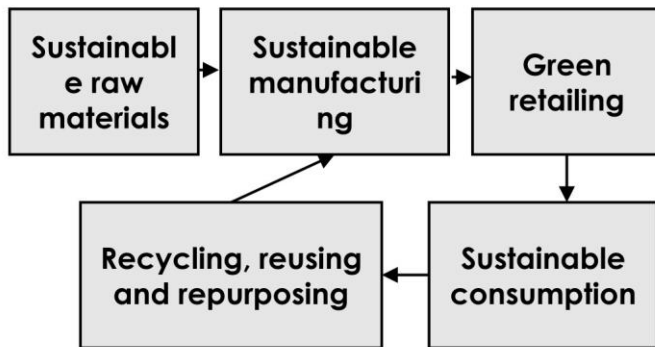 Sustainabl
e raw
materials
Sustainable
manufacturi
ng
Green
retailing
Recycling, reusing
and repurposing
Sustainable
consumption